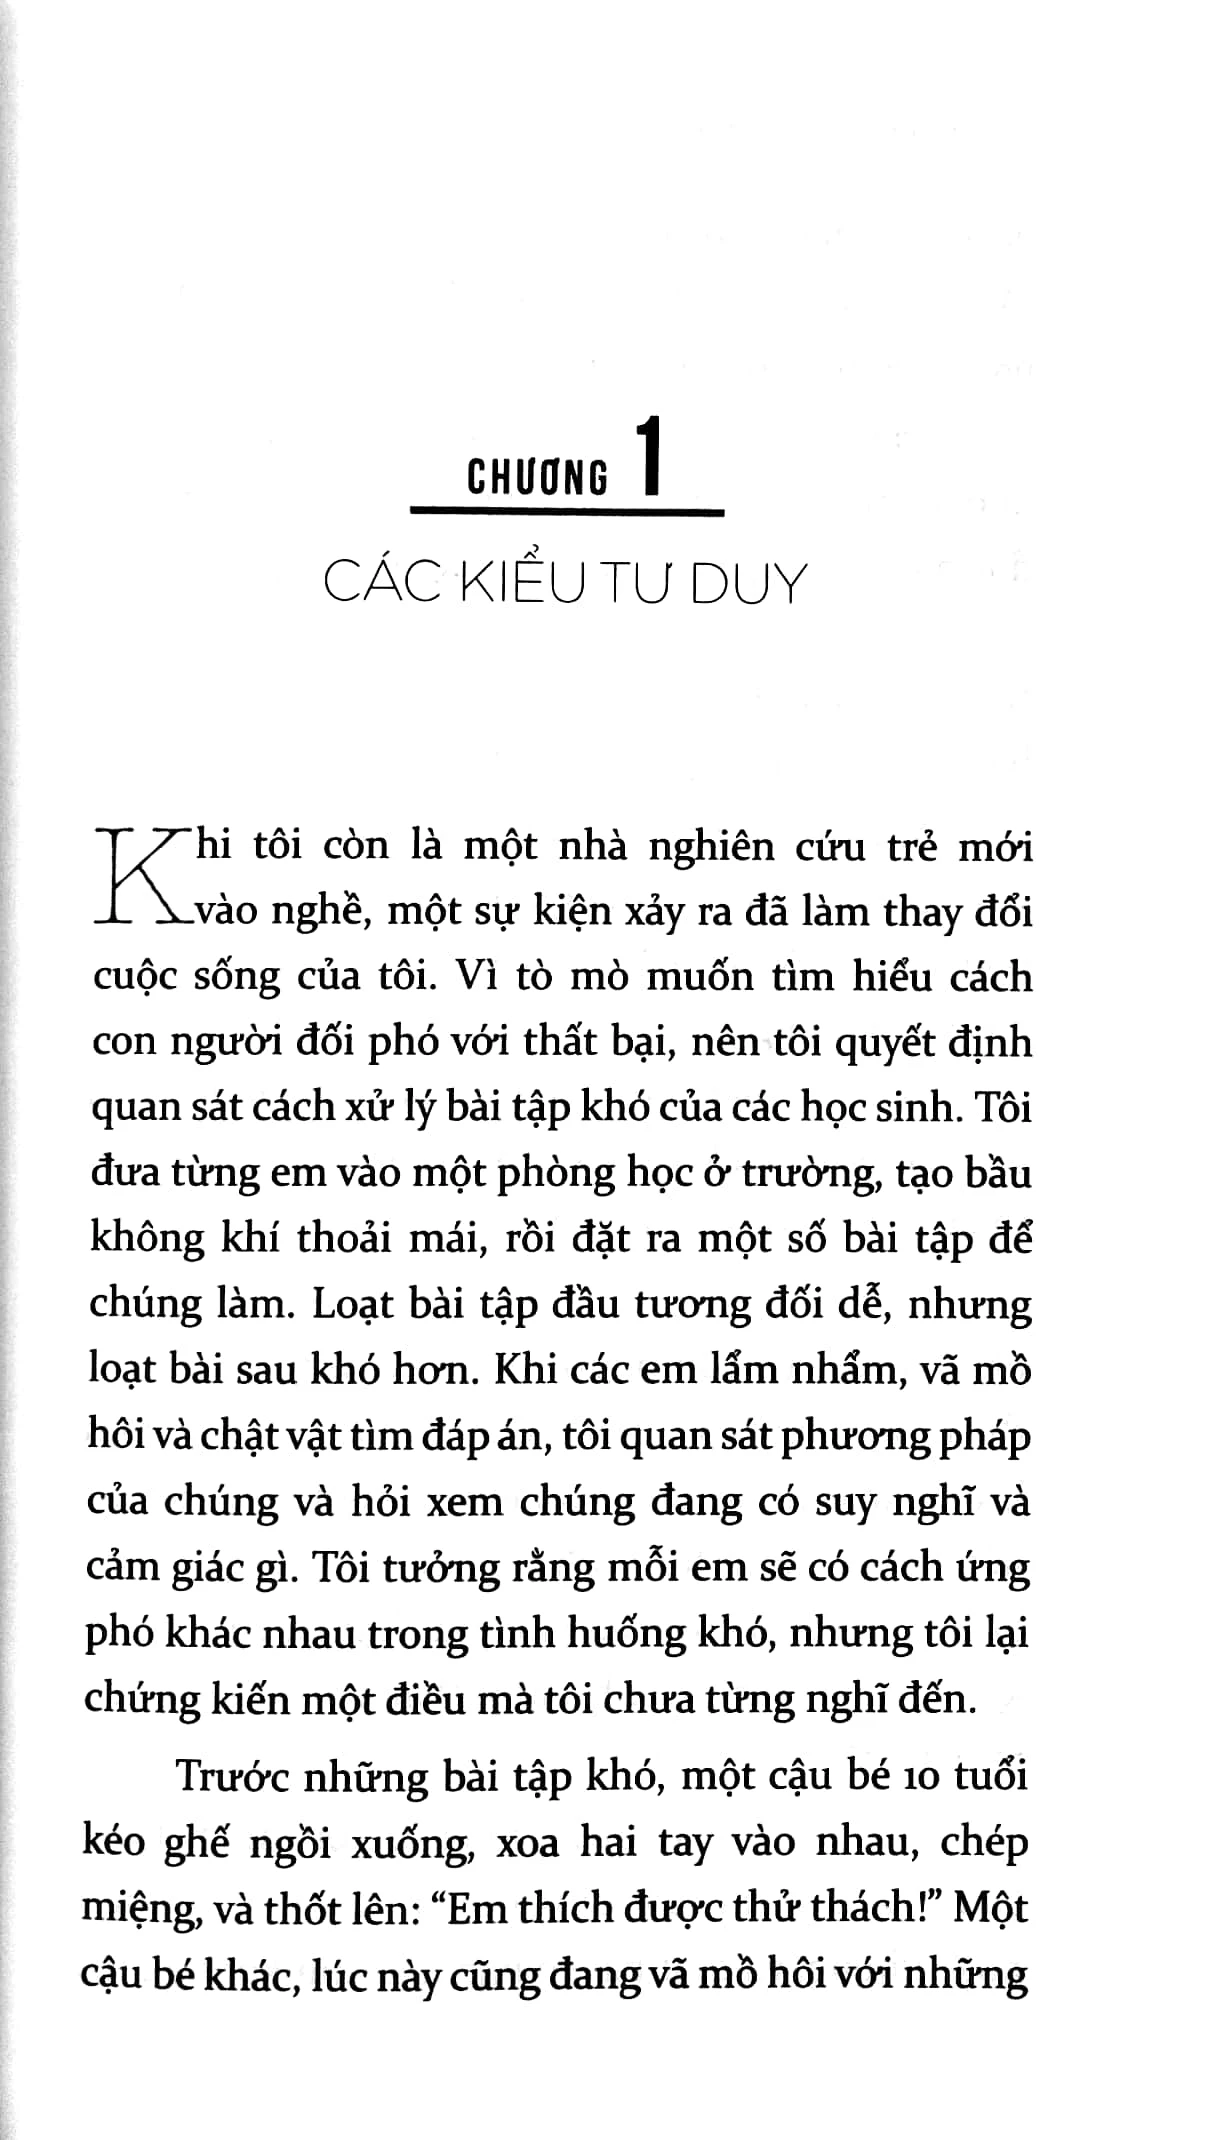 CHƯƠNG 1
CÁC KIỂU TƯ DUY
Khi tôi còn là một nhà nghiên cứu trẻ mới
vào nghề, một sự kiện xảy ra đã làm thay đổi
cuộc sống của tôi. Vì tò mò muốn tìm hiểu cách
con người đối phó với thất bại, nên tôi quyết định
quan sát cách xử lý bài tập khó của các học sinh. Tôi
đưa từng em vào một phòng học ở trường, tạo bầu
không khí thoải mái, rồi đặt ra một số bài tập để
chúng làm. Loạt bài tập đầu tương đối dễ, nhưng
loạt bài sau khó hơn. Khi các em lẩm nhẩm, vã mồ
hôi và chật vật tìm đáp án, tôi quan sát phương pháp
của chúng và hỏi xem chúng đang có suy nghĩ và
cảm giác gì. Tôi tưởng rằng mỗi em sẽ có cách ứng
phó khác nhau trong tình huống khó, nhưng tôi lại
chứng kiến một điều mà tôi chưa từng nghĩ đến.
Trước những bài tập khó, một cậu bé 10 tuổi
kéo ghế ngồi xuống, xoa hai tay vào nhau, chép
miệng, và thốt lên: “Em thích được thử thách!” Một
cậu bé khác, lúc này cũng đang vã mồ hôi với những